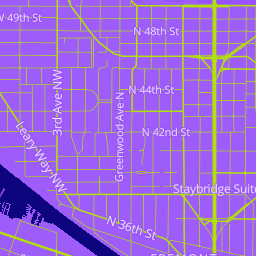 W 49th St
N 48th St
3rd Ave NW
N 44th St
Greenwood Ave N
N 42nd St
Leary Way NW
Staybridge Suite
N 36th St
FREMONT